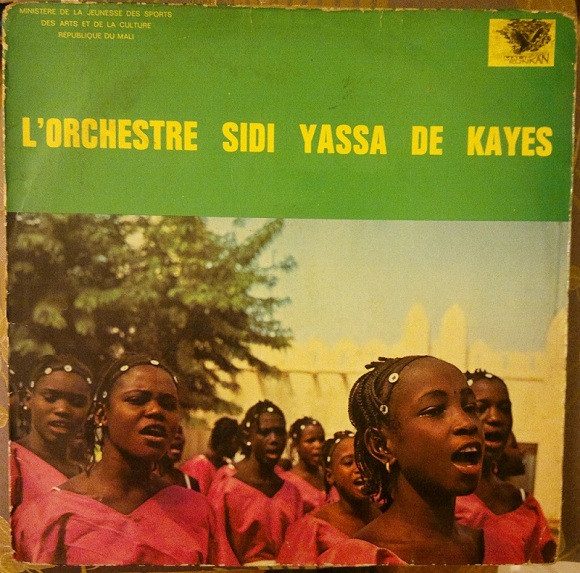 MINISTÈRE DE LA JEUNESSE DES SPORTS
DES ARTS ET DE LA CULTURE
RÉPUBLIQUE DU MALI
L'ORCHESTRE SIDI YASSA DE KAYES